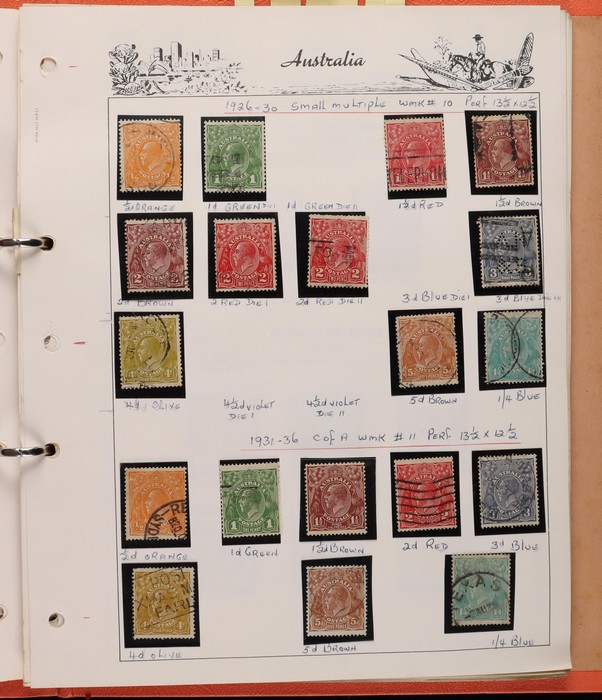 Australia
1926-30 Small multiple wmk # 10 Perf 13½ x 12½
½d ORANGE 1d GREEN DIE I 1d GREEN DIE II 1½d RED 1½d BROWN
2d BROWN 2 RED DIE I 2d RED DIE II 3d BLUE DIE I 3d BLUE DIE II
4d OLIVE 4½d VIOLET DIE I 4½d VIOLET DIE II 5d BROWN 1/4 BLUE
1931-36 C of A wmk # 11 Perf 13½ x 12½
½d ORANGE 1d GREEN 1½d BROWN 2d RED 3d BLUE
4d OLIVE 5d BROWN 1/4 BLUE